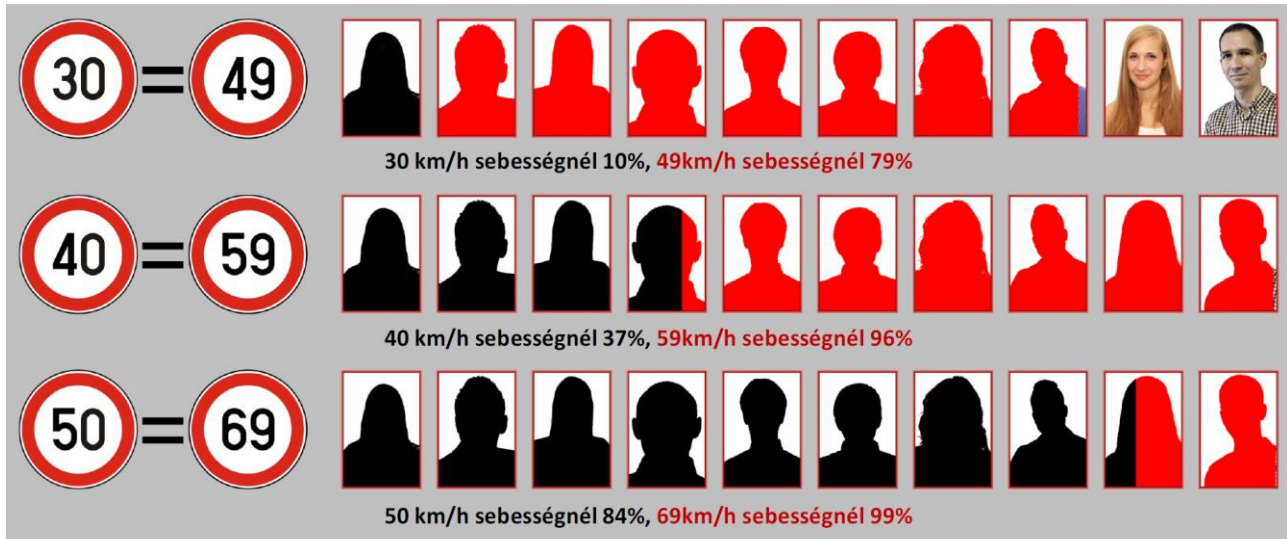 30 = 49
30 km/h sebességnél 10%, 49km/h sebességnél 79%
40 = 59
40 km/h sebességnél 37%, 59km/h sebességnél 96%
50 = 69
50 km/h sebességnél 84%, 69km/h sebességnél 99%